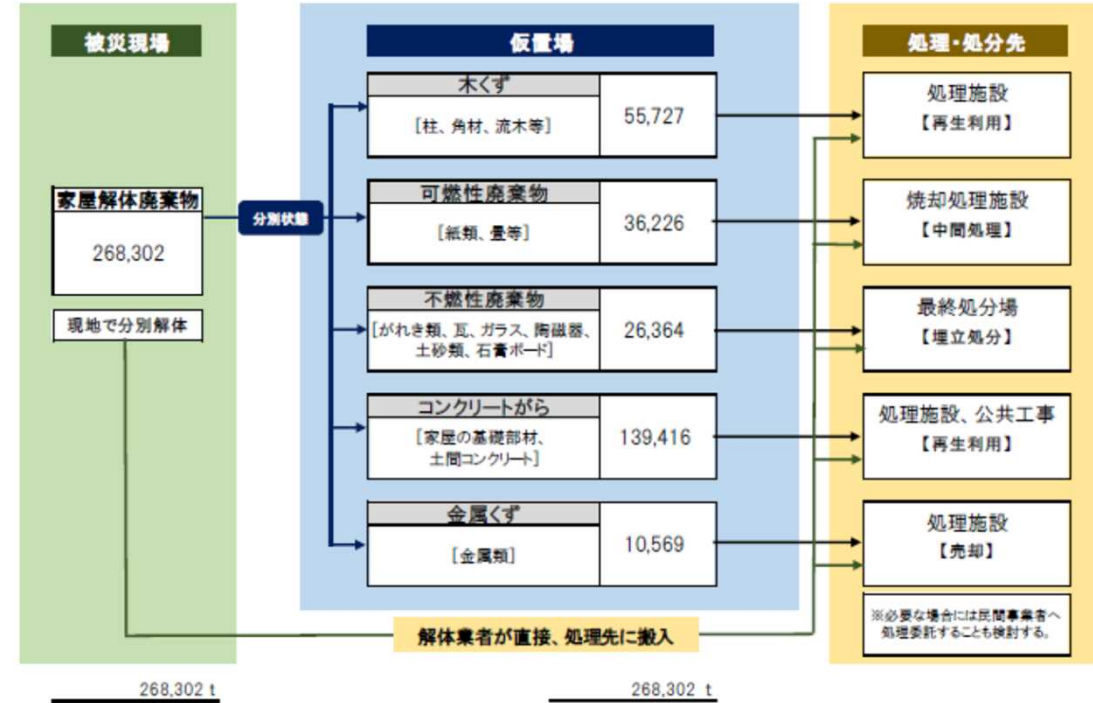 被災現場
仮置場
処理・処分先
家屋解体廃棄物
268,302
現地で分別解体
分別状態
木くず
[柱、角材、流木等]
55,727
可燃性廃棄物
[紙類、畳等]
36,226
不燃性廃棄物
[がれき類、瓦、ガラス、陶磁器、
土砂類、石膏ボード]
26,364
コンクリートがら
[家屋の基礎部材、
土間コンクリート]
139,416
金属くず
[金属類]
10,569
処理施設
【再生利用】
焼却処理施設
【中間処理】
最終処分場
【埋立処分】
処理施設、公共工事
【再生利用】
処理施設
【売却】
※必要な場合には民間事業者へ
処理委託することも検討する。
解体業者が直接、処理先に搬入
268,302 t
268,302 t